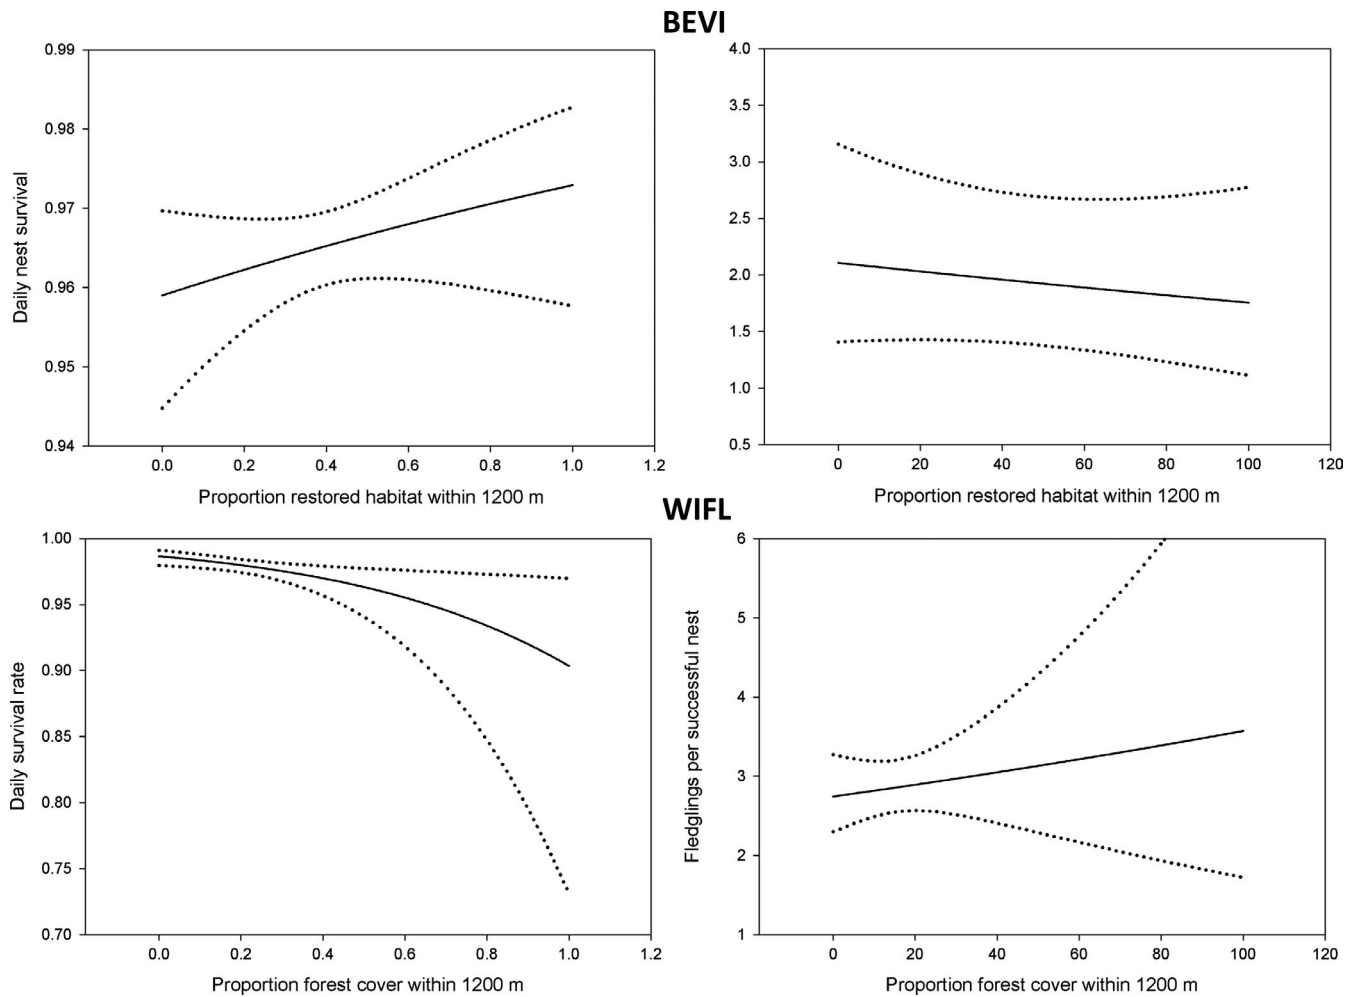 BEVI
0.99
0.98
0.97
0.96
0.95
0.94
Daily nest survival
0.0 0.2 0.4 0.6 0.8 1.0 1.2
Proportion restored habitat within 1200 m
4.0
3.5
3.0
2.5
2.0
1.5
1.0
0.5
0 20 40 60 80 100 120
Proportion restored habitat within 1200 m
WIFL
1.00
0.95
0.90
0.85
0.80
0.75
0.70
Daily survival rate
0.0 0.2 0.4 0.6 0.8 1.0 1.2
Proportion forest cover within 1200 m
6
5
4
3
2
1
Fledglings per successful nest
0 20 40 60 80 100 120
Proportion forest cover within 1200 m